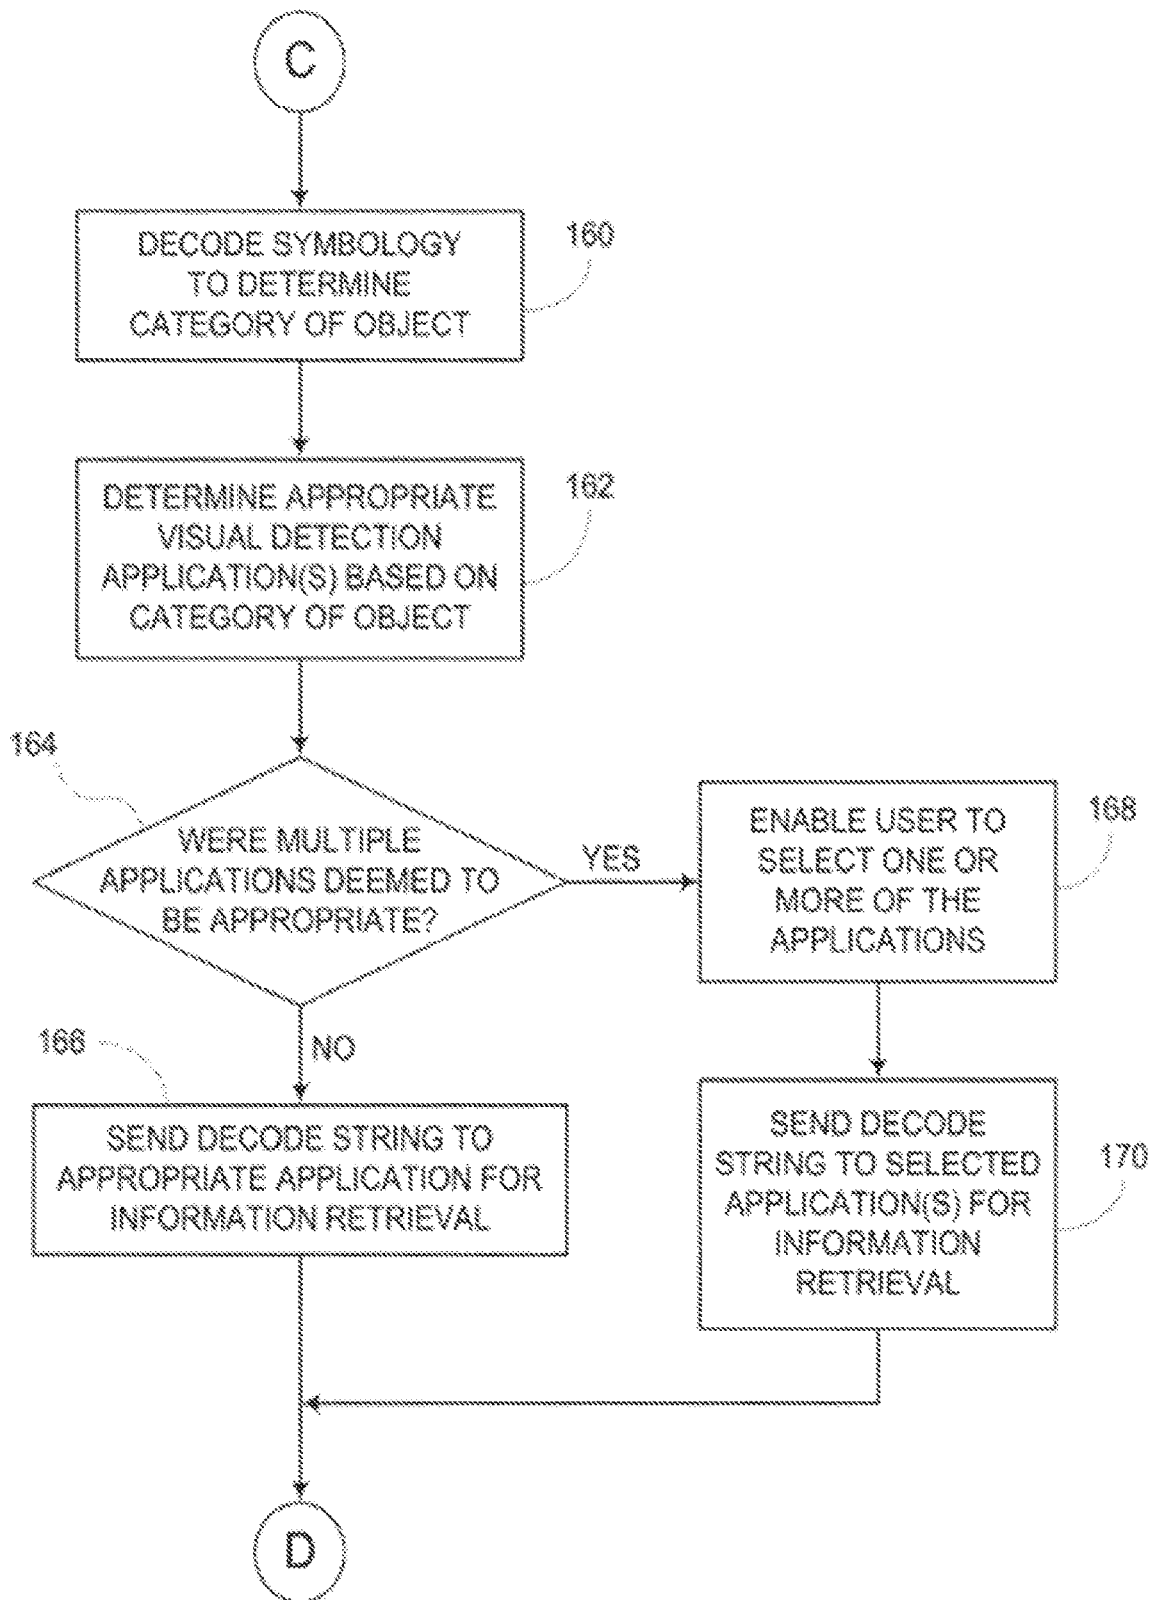 C
DECODE SYMBOLOGY
TO DETERMINE
CATEGORY OF OBJECT
160
DETERMINE APPROPRIATE
VISUAL DETECTION
APPLICATION(S) BASED ON
CATEGORY OF OBJECT
162
164
WERE MULTIPLE
APPLICATIONS DEEMED TO
BE APPROPRIATE?
YES
ENABLE USER TO
SELECT ONE OR
MORE OF THE
APPLICATIONS
168
NO
166
SEND DECODE STRING TO
APPROPRIATE APPLICATION FOR
INFORMATION RETRIEVAL
SEND DECODE
STRING TO SELECTED
APPLICATION(S) FOR
INFORMATION
RETRIEVAL
170
D